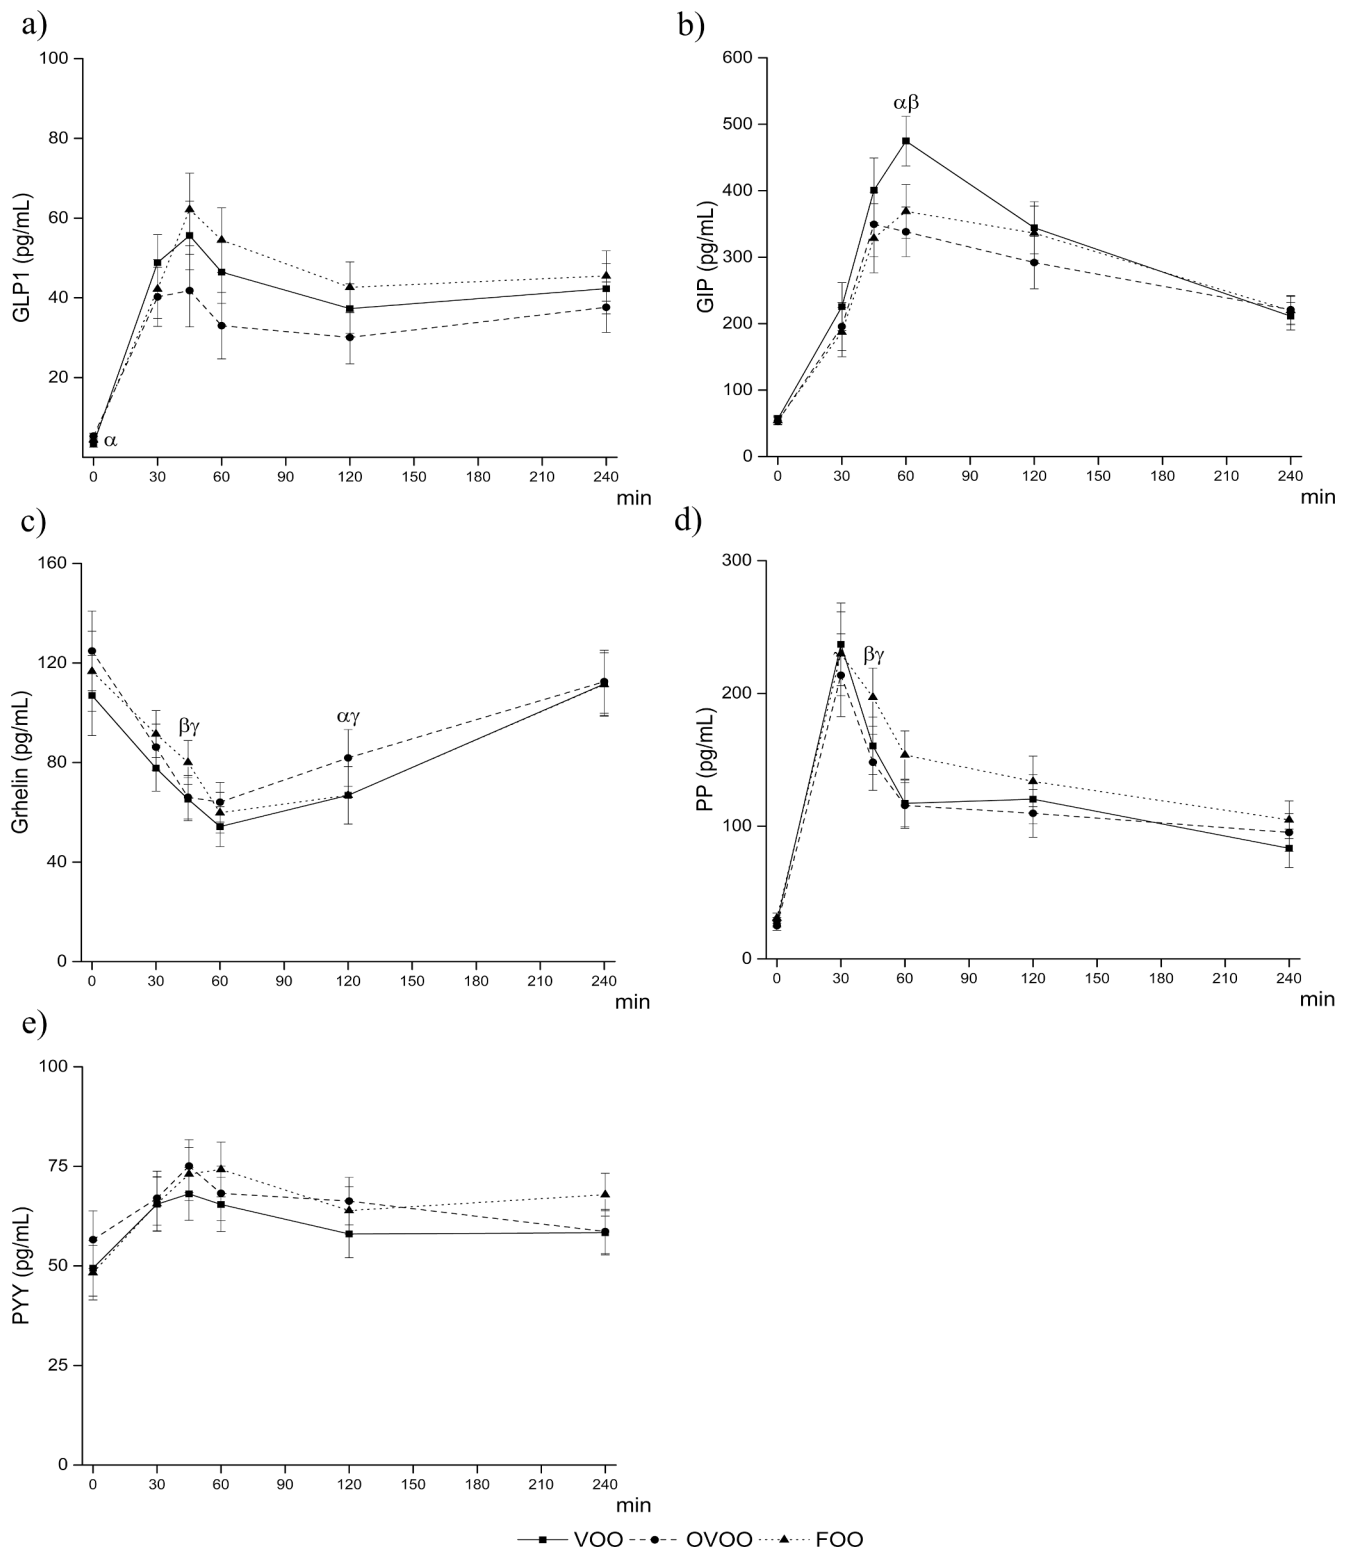 a)
GLP1 (pg/mL)
100
80
60
40
20
α
0 30 60 90 120 150 180 210 240
min
b)
GIP (pg/mL)
600
500
400
300
200
100
0
αβ
0 30 60 90 120 150 180 210 240
min
c)
Grhelin (pg/mL)
160
120
80
40
0
βγ
αγ
0 30 60 90 120 150 180 210 240
min
d)
PP (pg/mL)
300
200
100
0
βγ
0 30 60 90 120 150 180 210 240
min
e)
PYY (pg/mL)
100
75
50
25
0
0 30 60 90 120 150 180 210 240
min
VOO OVOO FOO